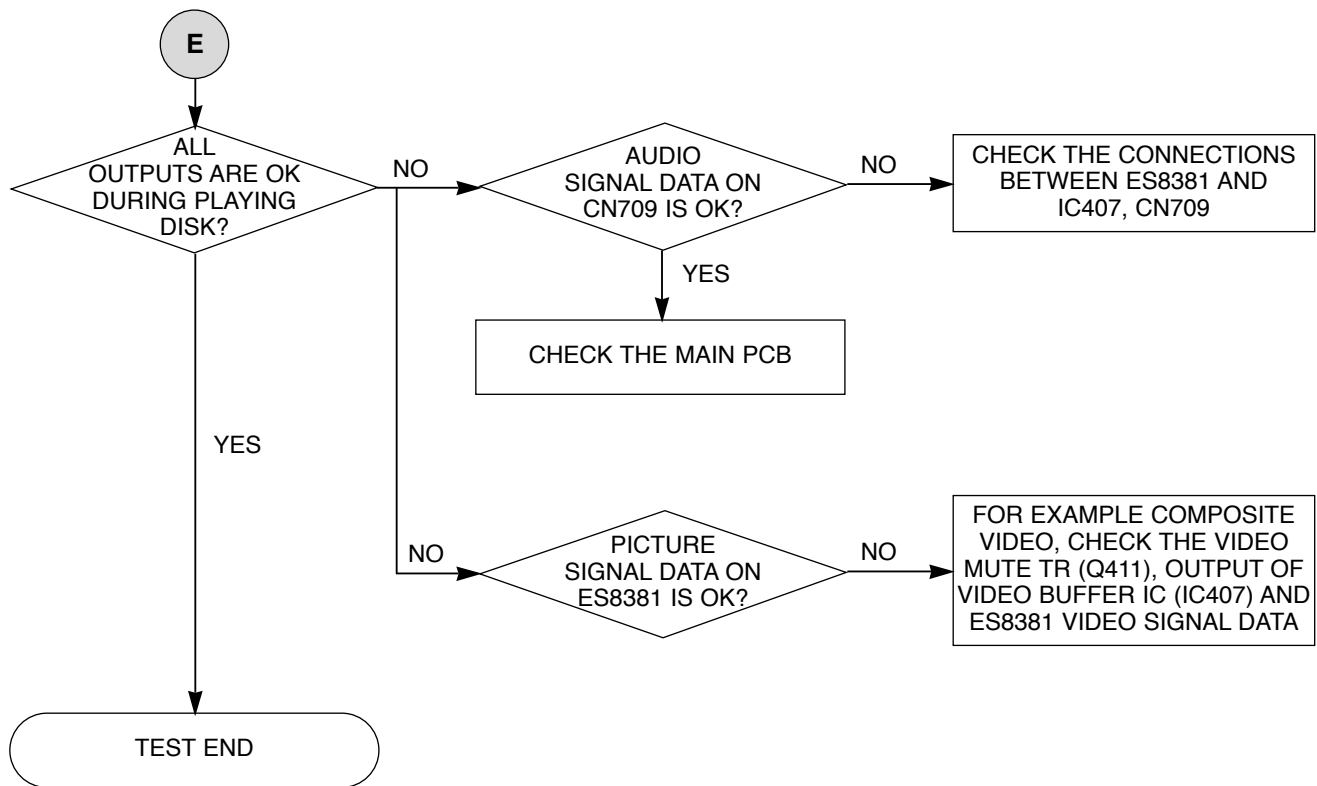 E
ALL
OUTPUTS ARE OK
DURING PLAYING
DISK?
NO
AUDIO
SIGNAL DATA ON
CN709 IS OK?
NO
CHECK THE CONNECTIONS
BETWEEN ES8381 AND
IC407, CN709
YES
CHECK THE MAIN PCB
YES
NO
PICTURE
SIGNAL DATA ON
ES8381 IS OK?
NO
FOR EXAMPLE COMPOSITE
VIDEO, CHECK THE VIDEO
MUTE TR (Q411), OUTPUT OF
VIDEO BUFFER IC (IC407) AND
ES8381 VIDEO SIGNAL DATA
TEST END